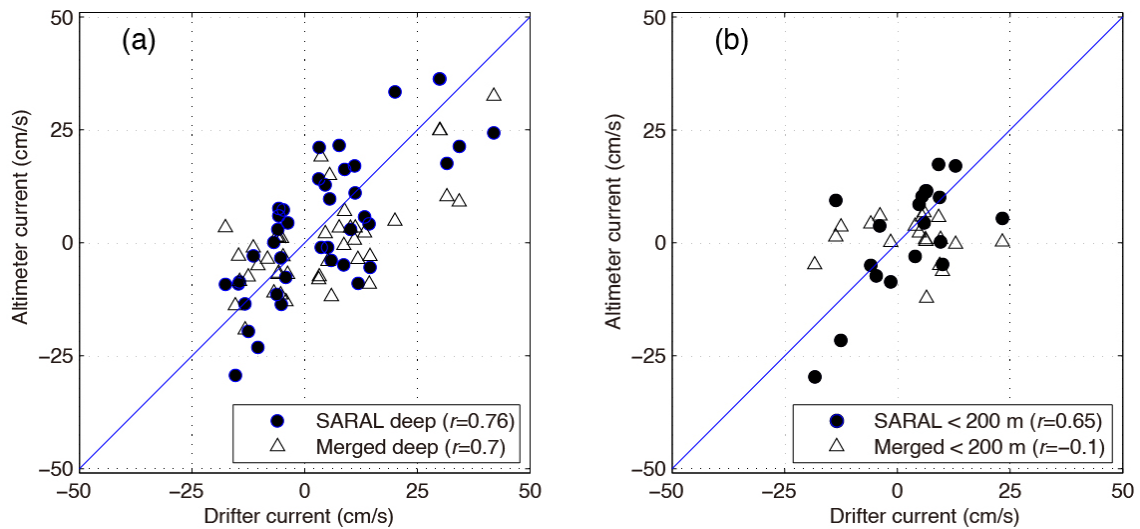 (a)
50
25
0
−25
−50
−50
−25
0
25
50
Altimeter current (cm/s)
Drifter current (cm/s)
SARAL deep (r=0.76)
Merged deep (r=0.7)
(b)
50
25
0
−25
−50
−50
−25
0
25
50
Altimeter current (cm/s)
Drifter current (cm/s)
SARAL < 200 m (r=0.65)
Merged < 200 m (r=−0.1)